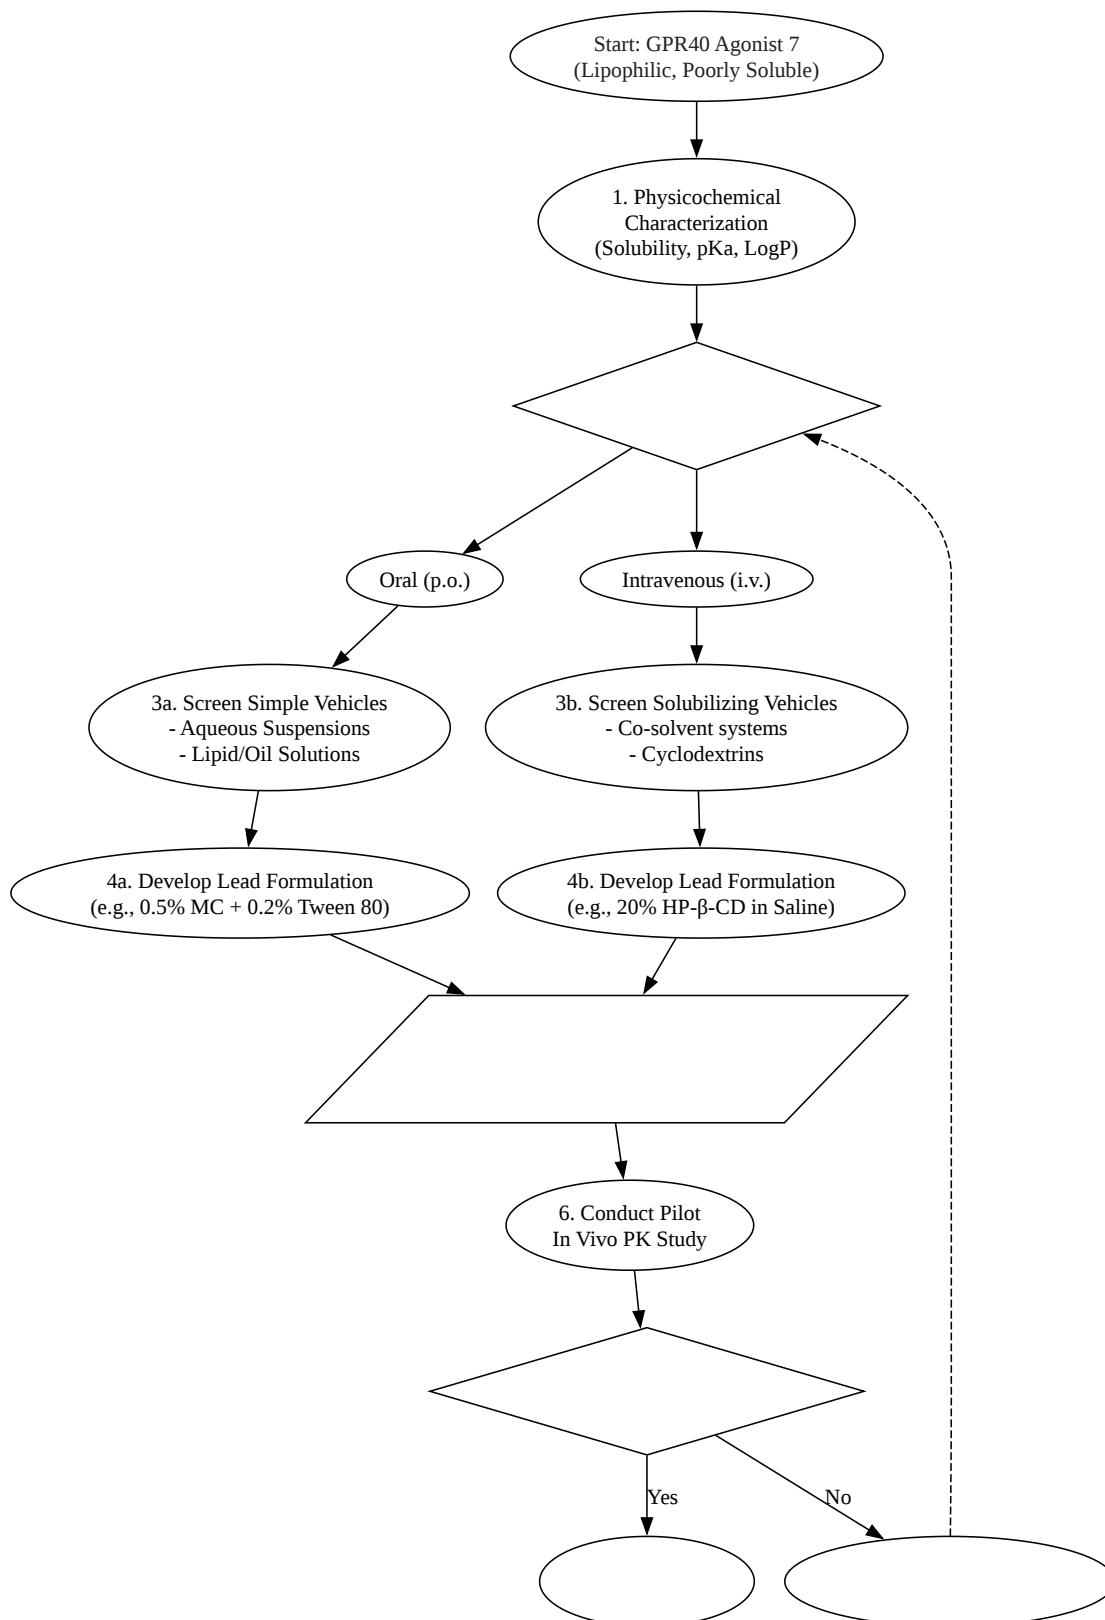 Start: GPR40 Agonist 7
(Lipophilic, Poorly Soluble)
1. Physicochemical
Characterization
(Solubility, pKa, LogP)
Oral (p.o.)
Intravenous (i.v.)
3a. Screen Simple Vehicles
- Aqueous Suspensions
- Lipid/Oil Solutions
3b. Screen Solubilizing Vehicles
- Co-solvent systems
- Cyclodextrins
4a. Develop Lead Formulation
(e.g., 0.5% MC + 0.2% Tween 80)
4b. Develop Lead Formulation
(e.g., 20% HP-β-CD in Saline)
6. Conduct Pilot
In Vivo PK Study
Yes
No